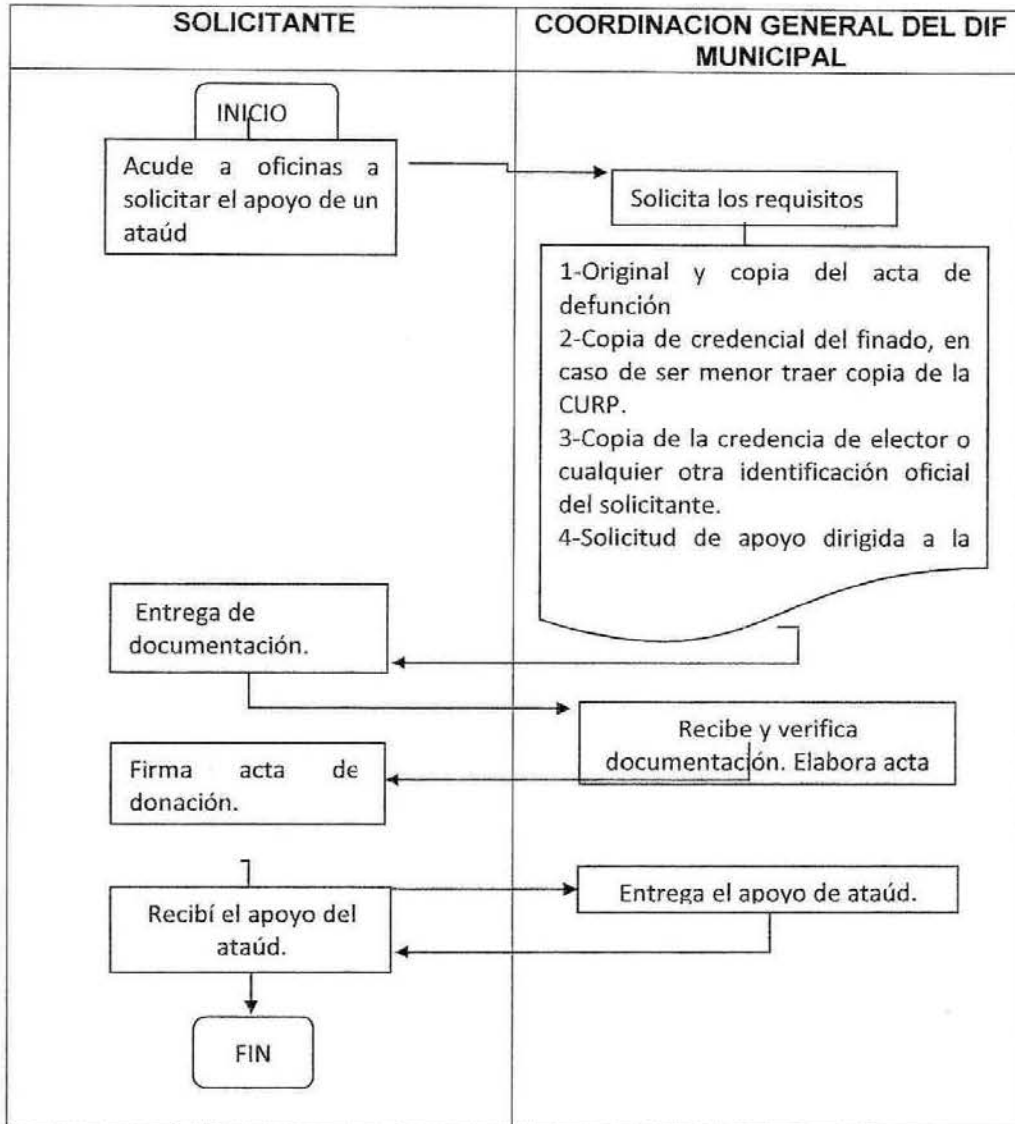 SOLICITANTE
COORDINACION GENERAL DEL DIF
MUNICIPAL
INICIO
Acude a oficinas a
solicitar el apoyo de un
ataúd
Solicita los requisitos
1-Original y copia del acta de
defunción
2-Copia de credencial del finado, en
caso de ser menor traer copia de la
CURP.
3-Copia de la credencia de elector o
cualquier otra identificación oficial
del solicitante.
4-Solicitud de apoyo dirigida a la
Entrega de
documentación.
Recibe y verifica
documentación. Elabora acta
Firma acta de
donación.
Entrega el apoyo de ataúd.
Recibí el apoyo del
ataúd.
FIN